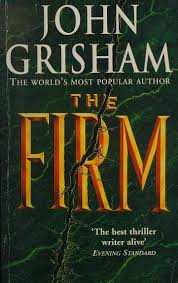 JOHN
GRISHAM
THE WORLD'S MOST POPULAR AUTHOR
THE
FIRM
'The best thriller
writer alive'
EVENING STANDARD